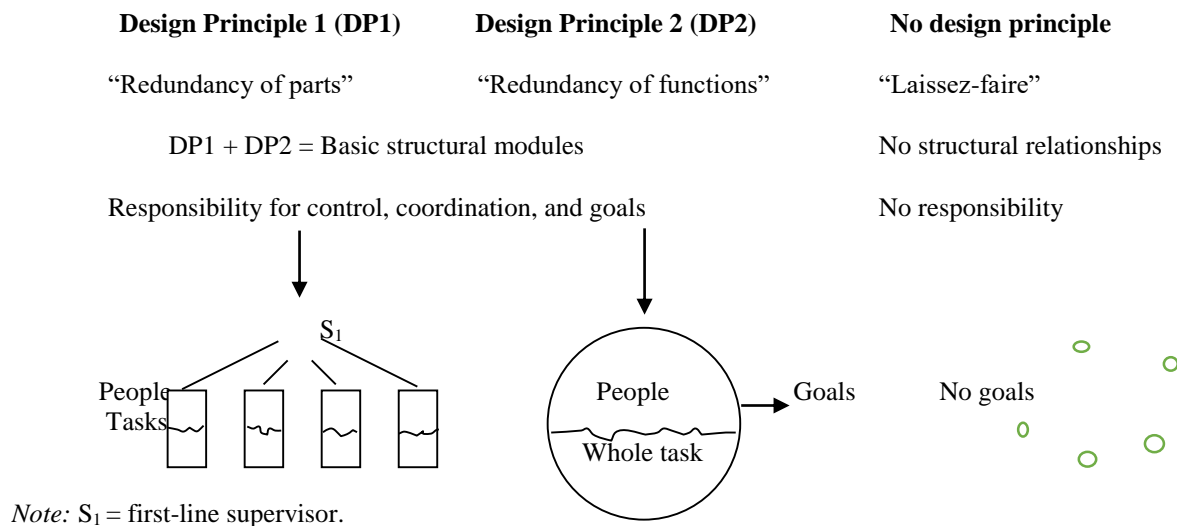 Design Principle 1 (DP1) Design Principle 2 (DP2) No design principle
“Redundancy of parts” “Redundancy of functions” “Laissez-faire”
DP1 + DP2 = Basic structural modules No structural relationships
Responsibility for control, coordination, and goals No responsibility
S1
People People Goals No goals
Tasks
Whole task
Note: S1 = first-line supervisor.